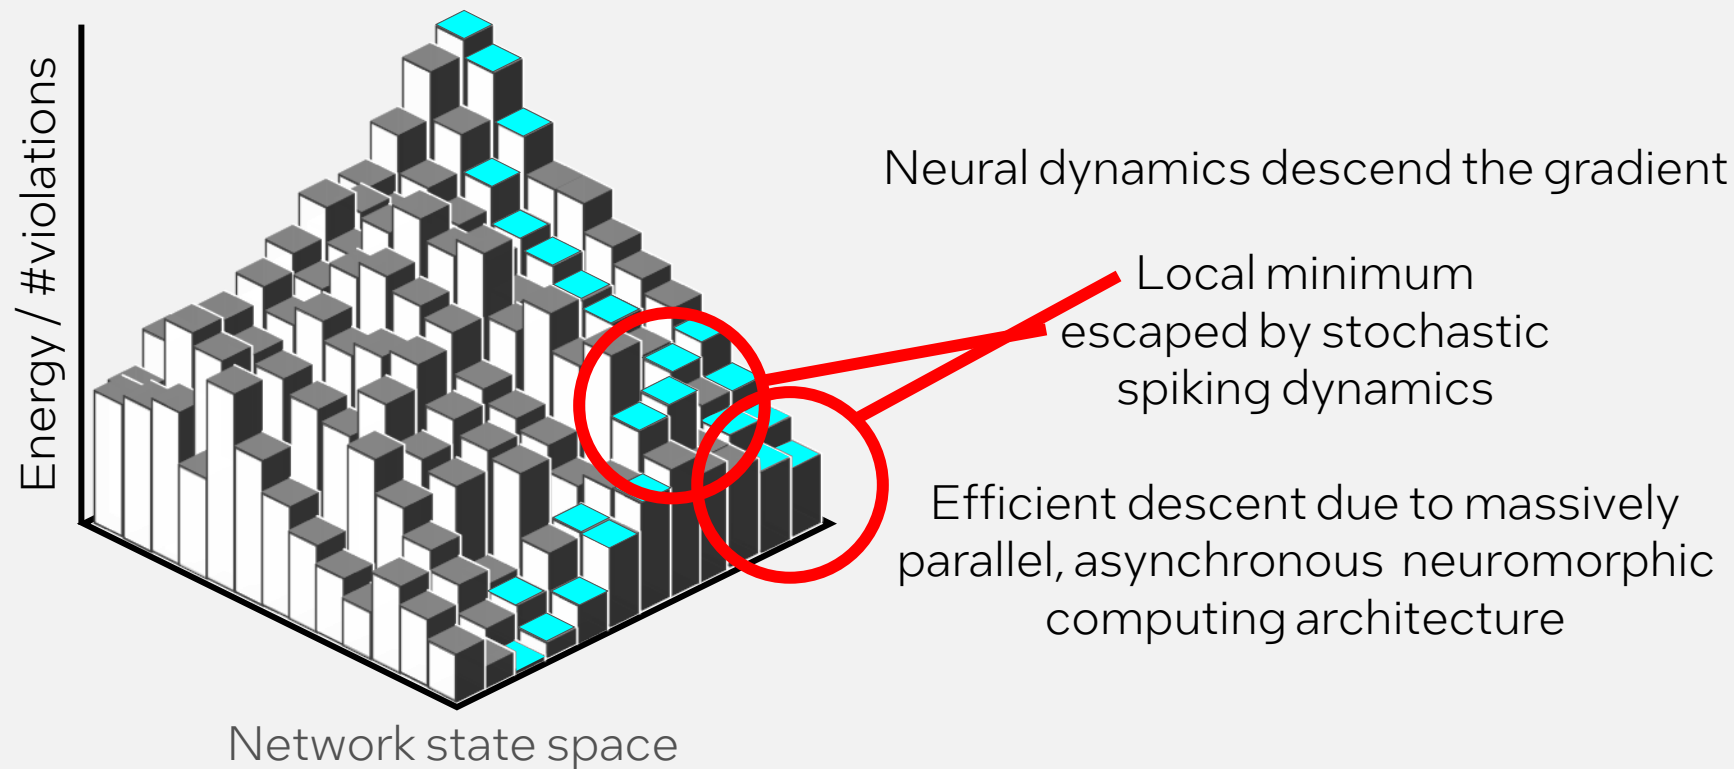 Energy / #violations
Neural dynamics descend the gradient
Local minimum
escaped by stochastic
spiking dynamics
Efficient descent due to massively
parallel, asynchronous neuromorphic
computing architecture
Network state space